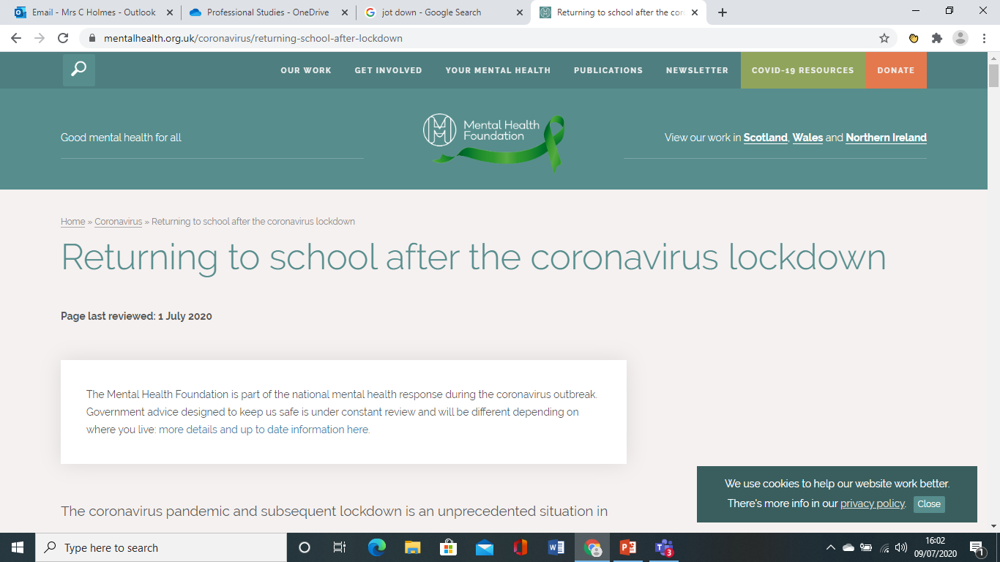 Email - Mrs C Holmes - Outlook
Professional Studies - OneDrive
jot down - Google Search
Returning to school after the cor
mentalhealth.org.uk/coronavirus/returning-school-after-lockdown
OUR WORK GET INVOLVED YOUR MENTAL HEALTH PUBLICATIONS NEWSLETTER COVID-19 RESOURCES DONATE
Good mental health for all
Mental Health
Foundation
View our work in Scotland, Wales and Northern Ireland
Home » Coronavirus » Returning to school after the coronavirus lockdown
Returning to school after the coronavirus lockdown
Page last reviewed: 1 July 2020
The Mental Health Foundation is part of the national mental health response during the coronavirus outbreak.
Government advice designed to keep us safe is under constant review and will be different depending on
where you live: more details and up to date information here.
We use cookies to help our website work better.
There's more info in our privacy policy. Close
The coronavirus pandemic and subsequent lockdown is an unprecedented situation in
Type here to search
16:02
09/07/2020
3
1